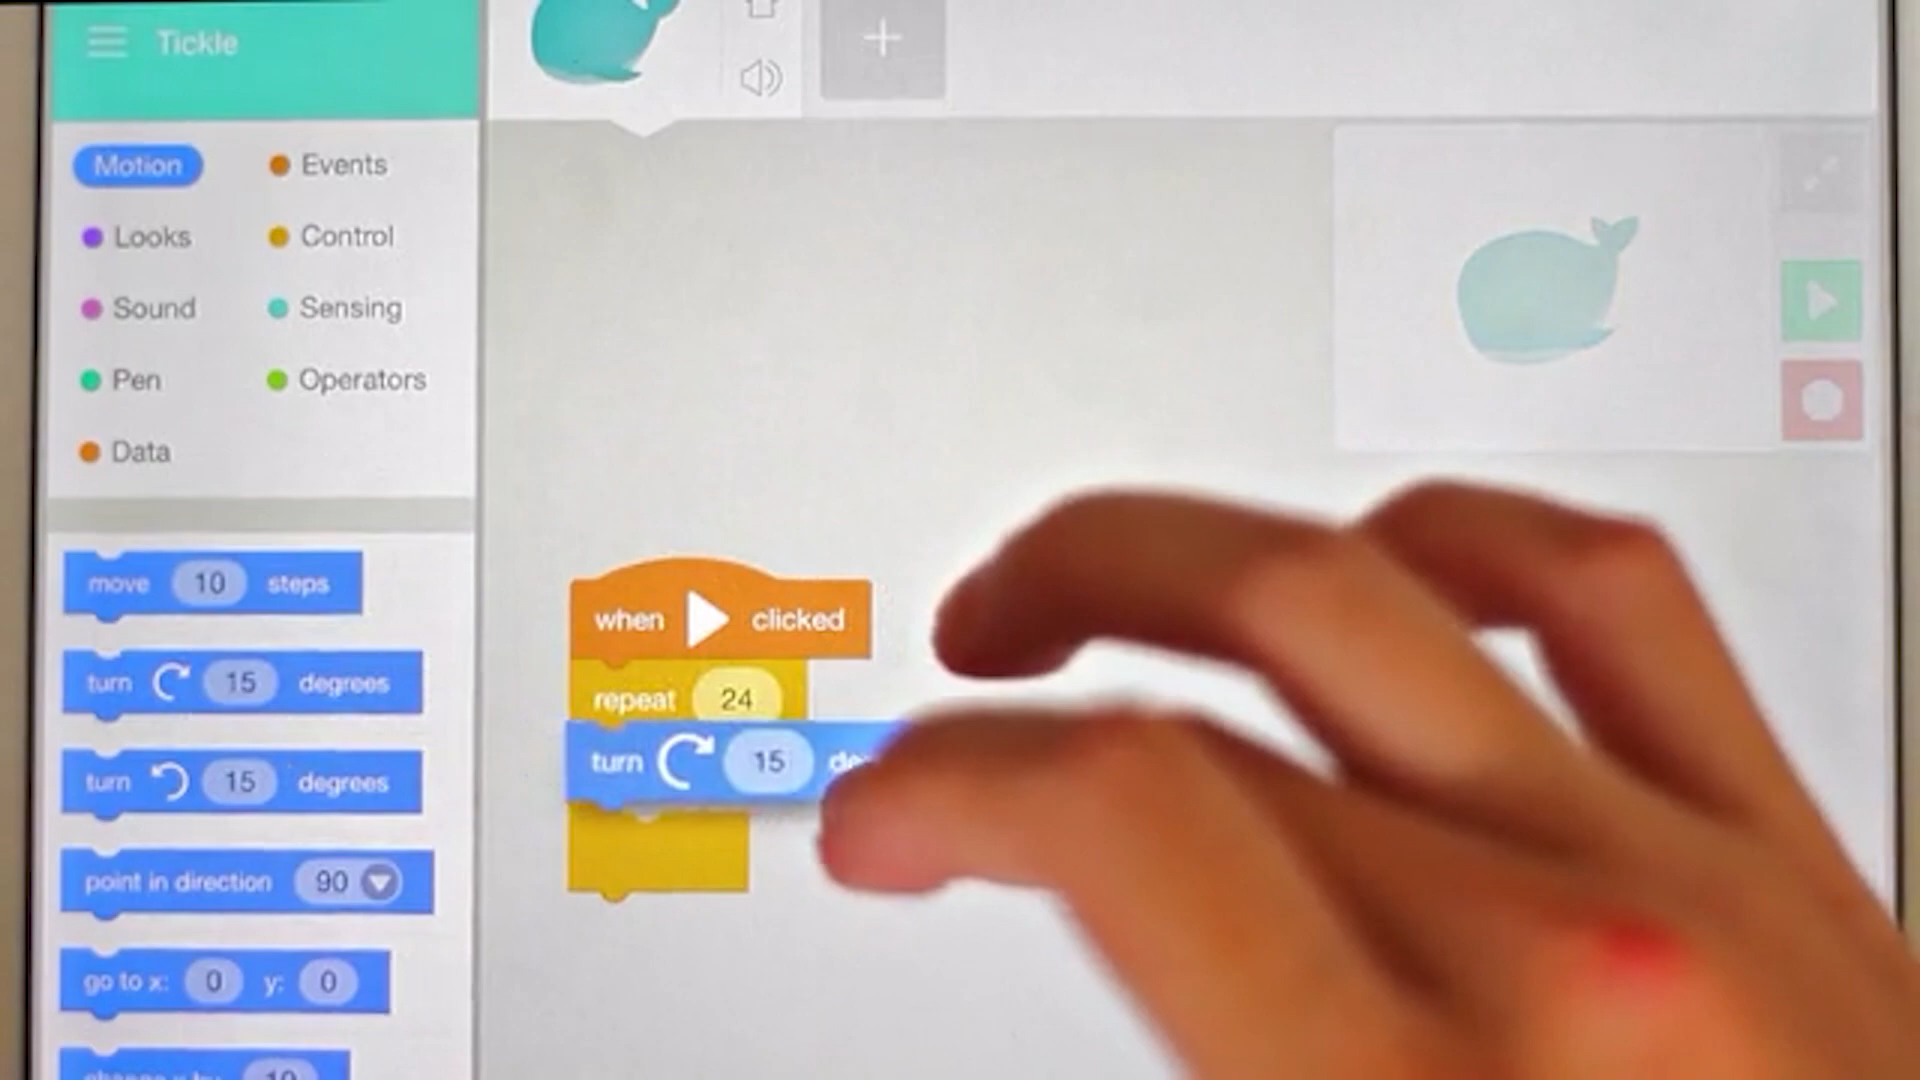 Tickle
Motion
Events
Looks
Control
Sound
Sensing
Pen
Operators
Data
move 10 steps
turn 15 degrees
turn 15 degrees
point in direction 90
go to x: 0 y: 0
10
when clicked
repeat 24
turn 15